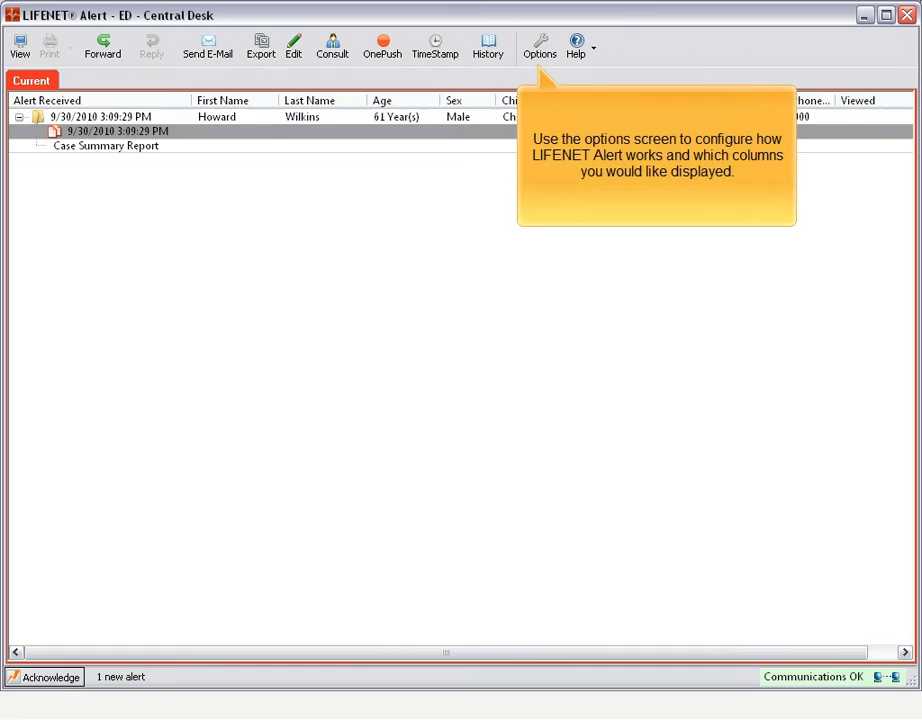 LIFENET® Alert - ED - Central Desk
View Print Forward Reply Send E-Mail Export Edit Consult OnePush TimeStamp History Options Help
Current
Alert Received First Name Last Name Age Sex Chi hone... Viewed
9/30/2010 3:09:29 PM Howard Wilkins 61 Year(s) Male Ch 00
9/30/2010 3:09:29 PM
Case Summary Report
Use the options screen to configure how
LIFENET Alert works and which columns
you would like displayed.
Acknowledge 1 new alert Communications OK